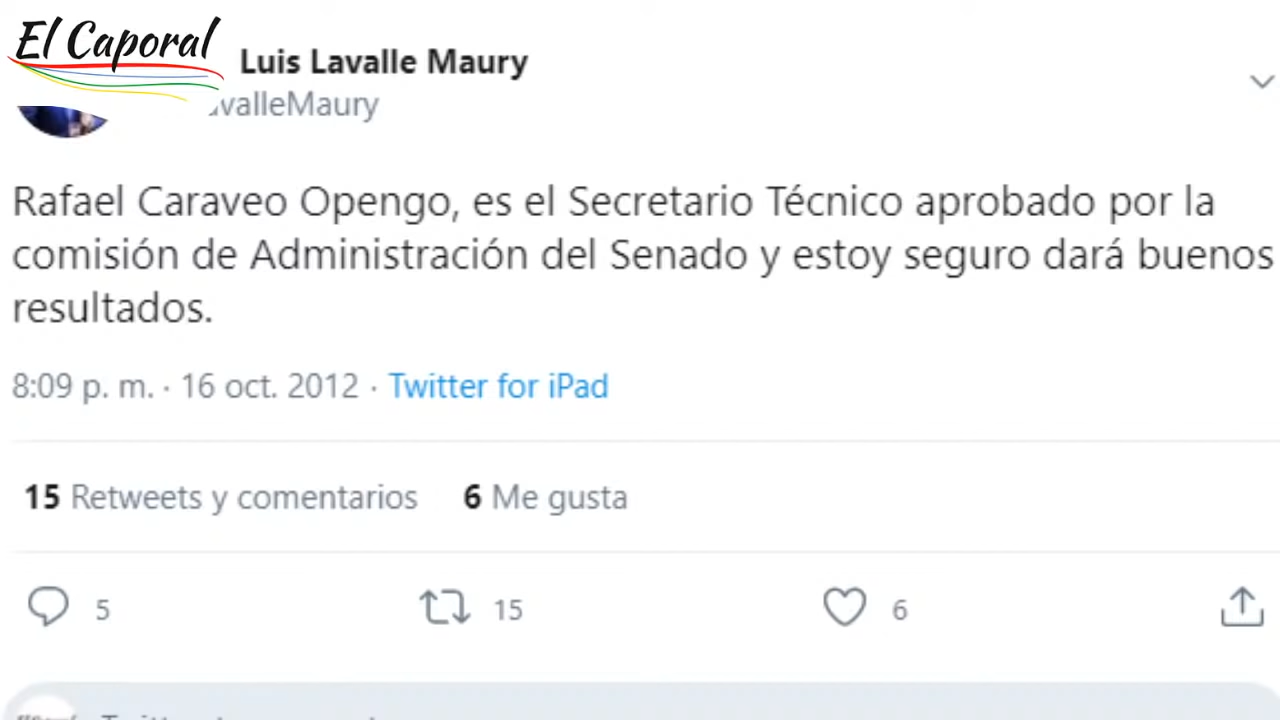 El Caporal
Luis Lavalle Maury
valleMaury
Rafael Caraveo Opengo, es el Secretario Técnico aprobado por la
comisión de Administración del Senado y estoy seguro dará buenos
resultados.
8:09 p. m. · 16 oct. 2012 · Twitter for iPad
15 Retweets y comentarios 6 Me gusta
5 15 6